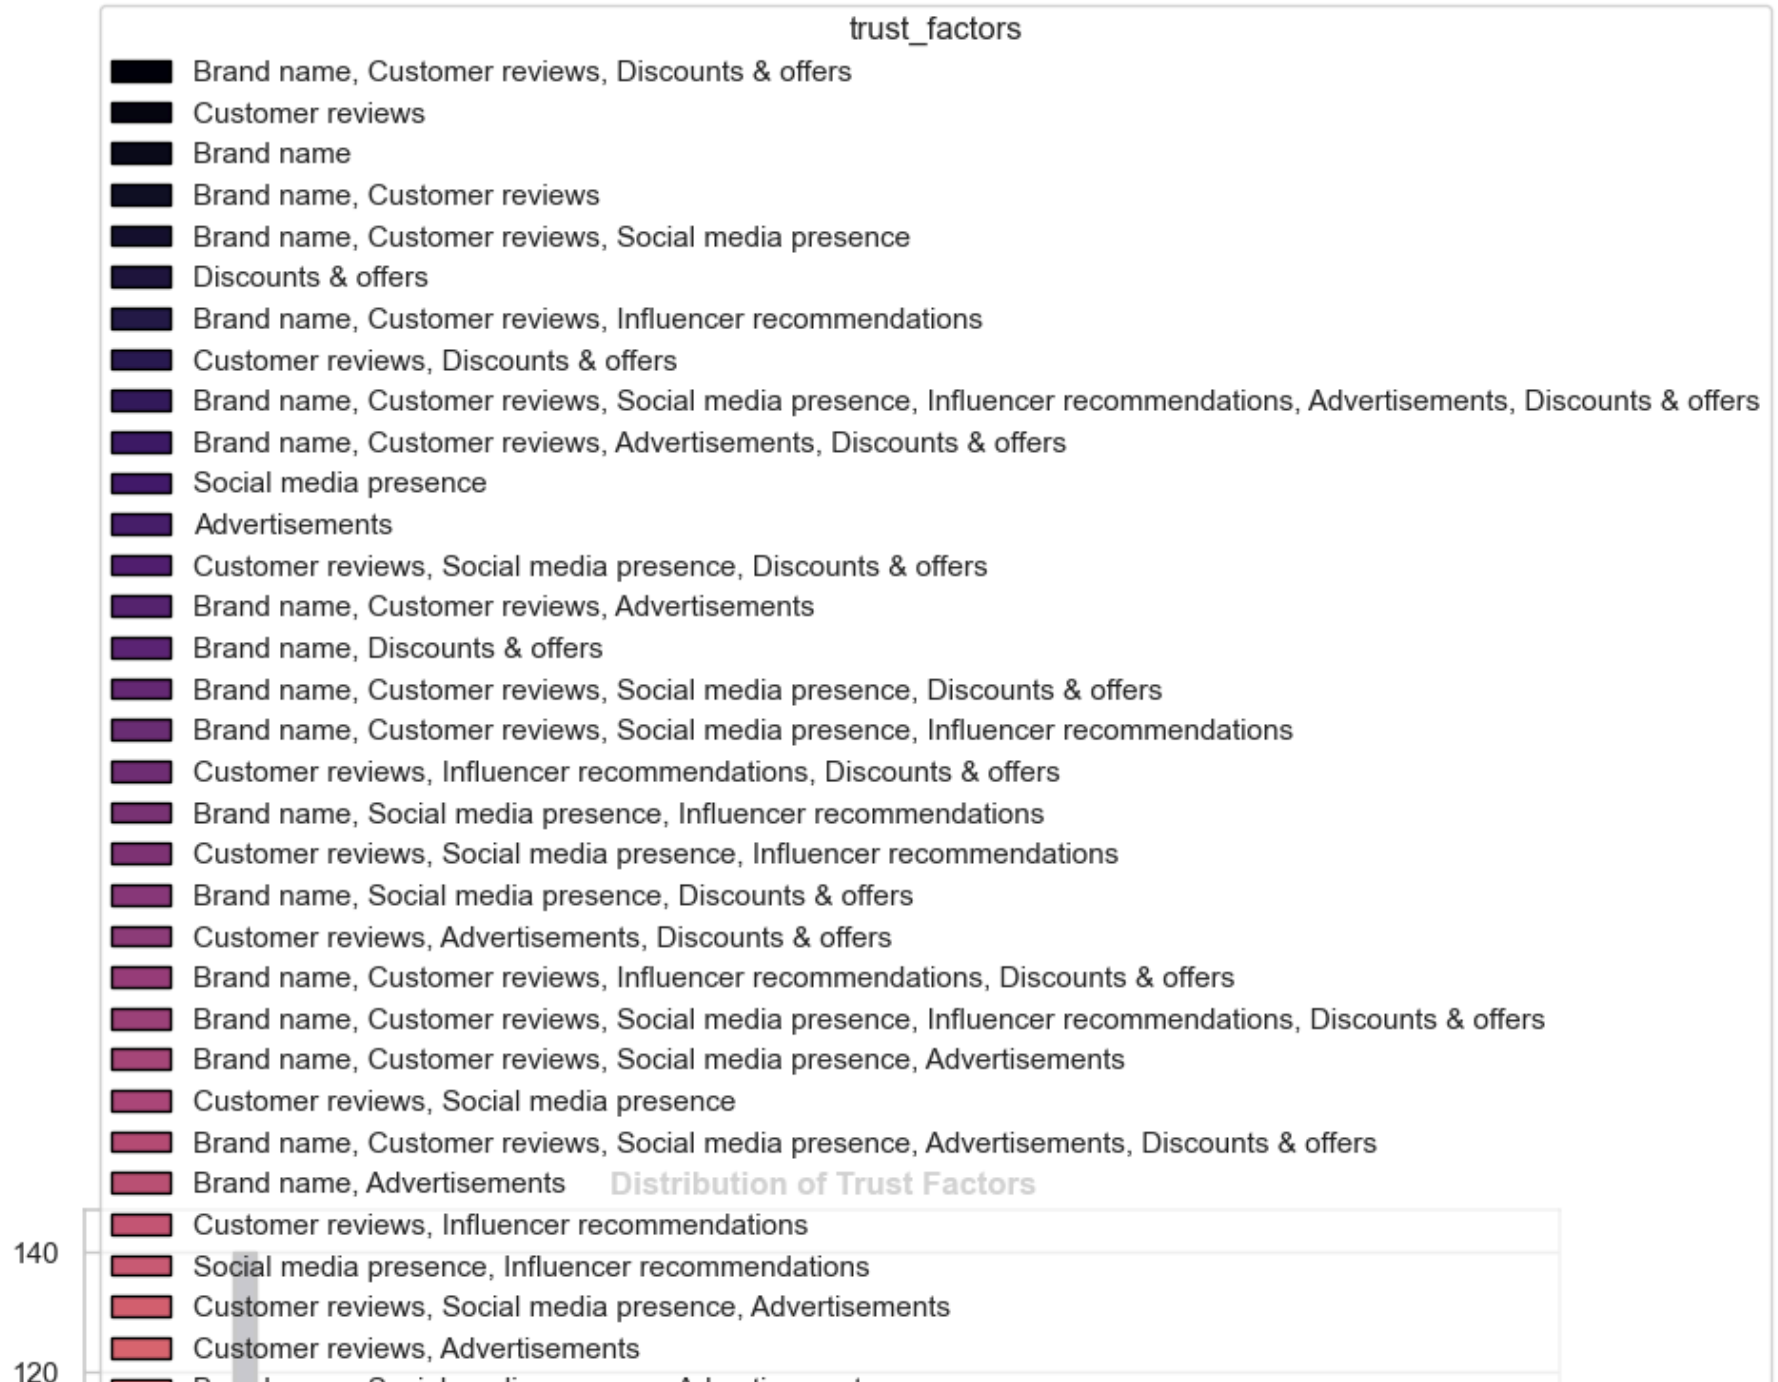 trust_factors
Brand name, Customer reviews, Discounts & offers
Customer reviews
Brand name
Brand name, Customer reviews
Brand name, Customer reviews, Social media presence
Discounts & offers
Brand name, Customer reviews, Influencer recommendations
Customer reviews, Discounts & offers
Brand name, Customer reviews, Social media presence, Influencer recommendations, Advertisements, Discounts & offers
Brand name, Customer reviews, Advertisements, Discounts & offers
Social media presence
Advertisements
Customer reviews, Social media presence, Discounts & offers
Brand name, Customer reviews, Advertisements
Brand name, Discounts & offers
Brand name, Customer reviews, Social media presence, Discounts & offers
Brand name, Customer reviews, Social media presence, Influencer recommendations
Customer reviews, Influencer recommendations, Discounts & offers
Brand name, Social media presence, Influencer recommendations
Customer reviews, Social media presence, Influencer recommendations
Brand name, Social media presence, Discounts & offers
Customer reviews, Advertisements, Discounts & offers
Brand name, Customer reviews, Influencer recommendations, Discounts & offers
Brand name, Customer reviews, Social media presence, Influencer recommendations, Discounts & offers
Brand name, Customer reviews, Social media presence, Advertisements
Customer reviews, Social media presence
Brand name, Customer reviews, Social media presence, Advertisements, Discounts & offers
Brand name, Advertisements
Distribution of Trust Factors
Customer reviews, Influencer recommendations
140
Social media presence, Influencer recommendations
Customer reviews, Social media presence, Advertisements
Customer reviews, Advertisements
120